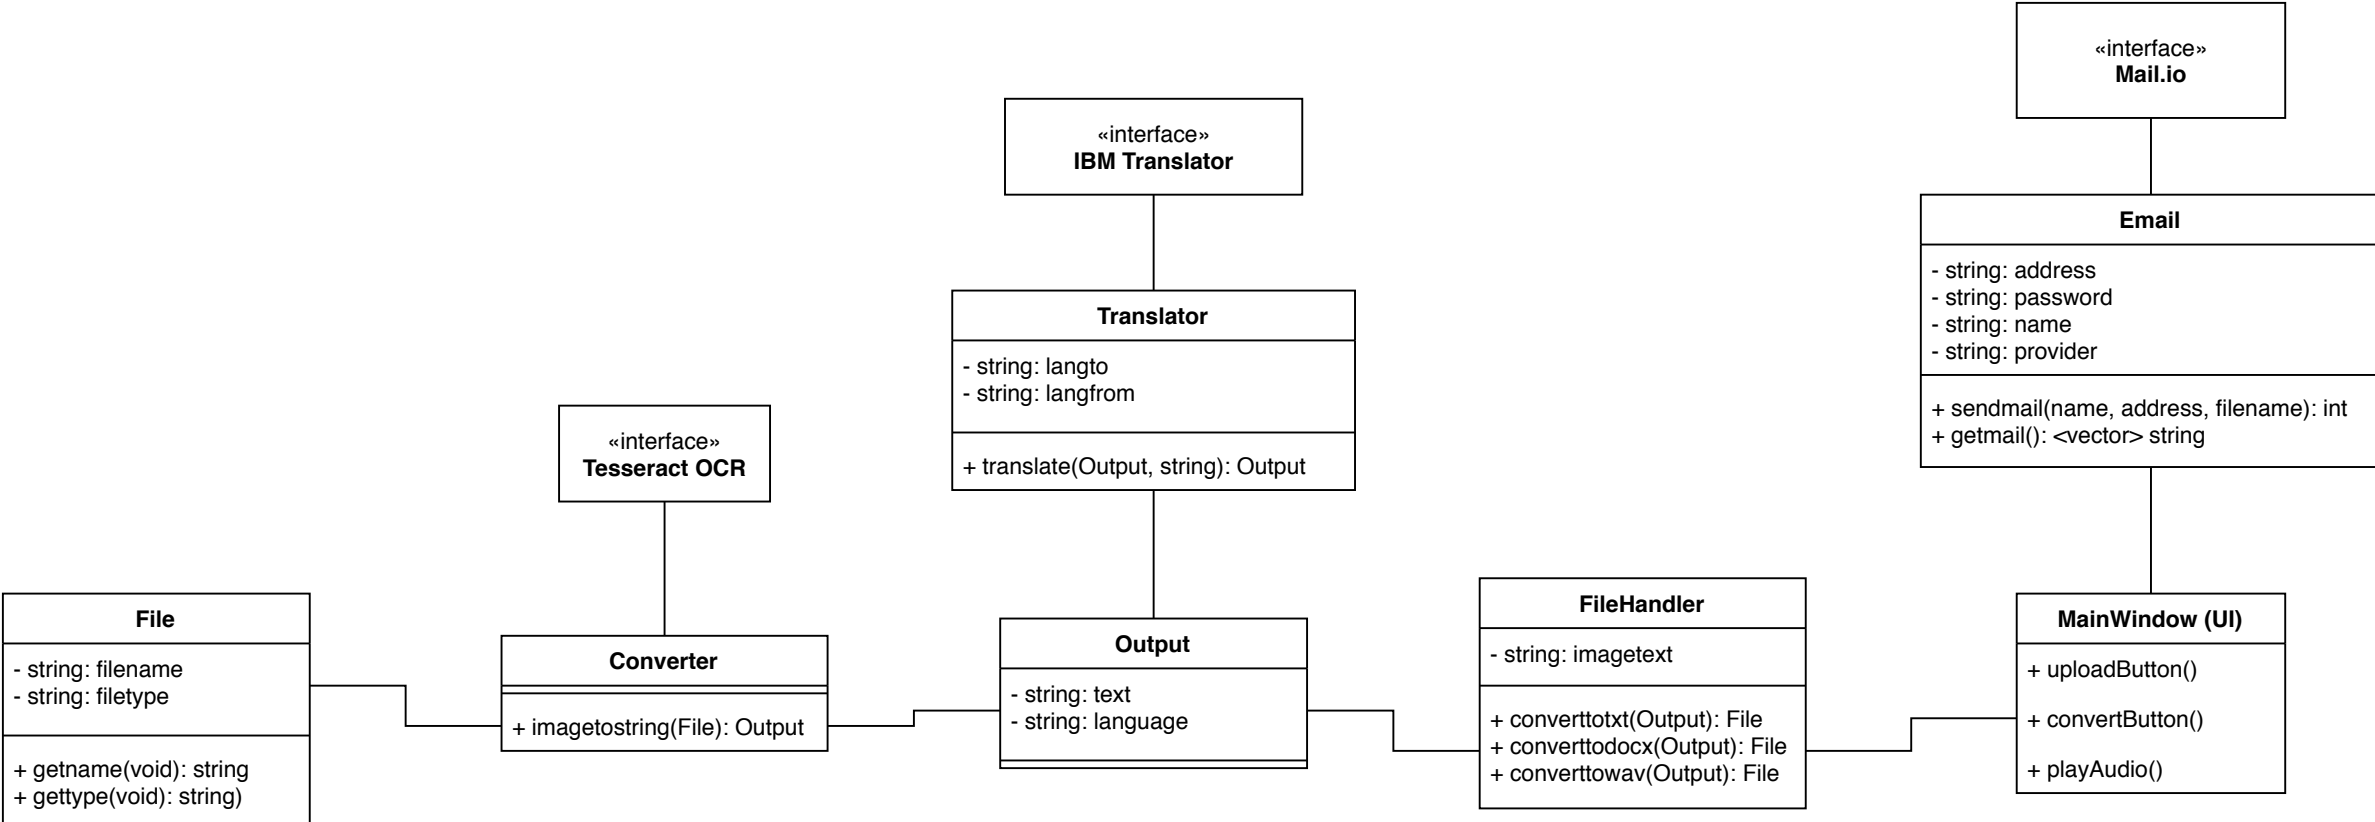 «interface»
Mail.io
«interface»
IBM Translator
Email
- string: address
- string: password
- string: name
- string: provider
+ sendmail(name, address, filename): int
+ getmail(): <vector> string
Translator
- string: langto
- string: langfrom
+ translate(Output, string): Output
«interface»
Tesseract OCR
File
- string: filename
- string: filetype
+ getname(void): string
+ gettype(void): string)
Converter
+ imagetostring(File): Output
Output
- string: text
- string: language
FileHandler
- string: imagetext
+ converttotxt(Output): File
+ converttodocx(Output): File
+ converttowav(Output): File
MainWindow (UI)
+ uploadButton()
+ convertButton()
+ playAudio()